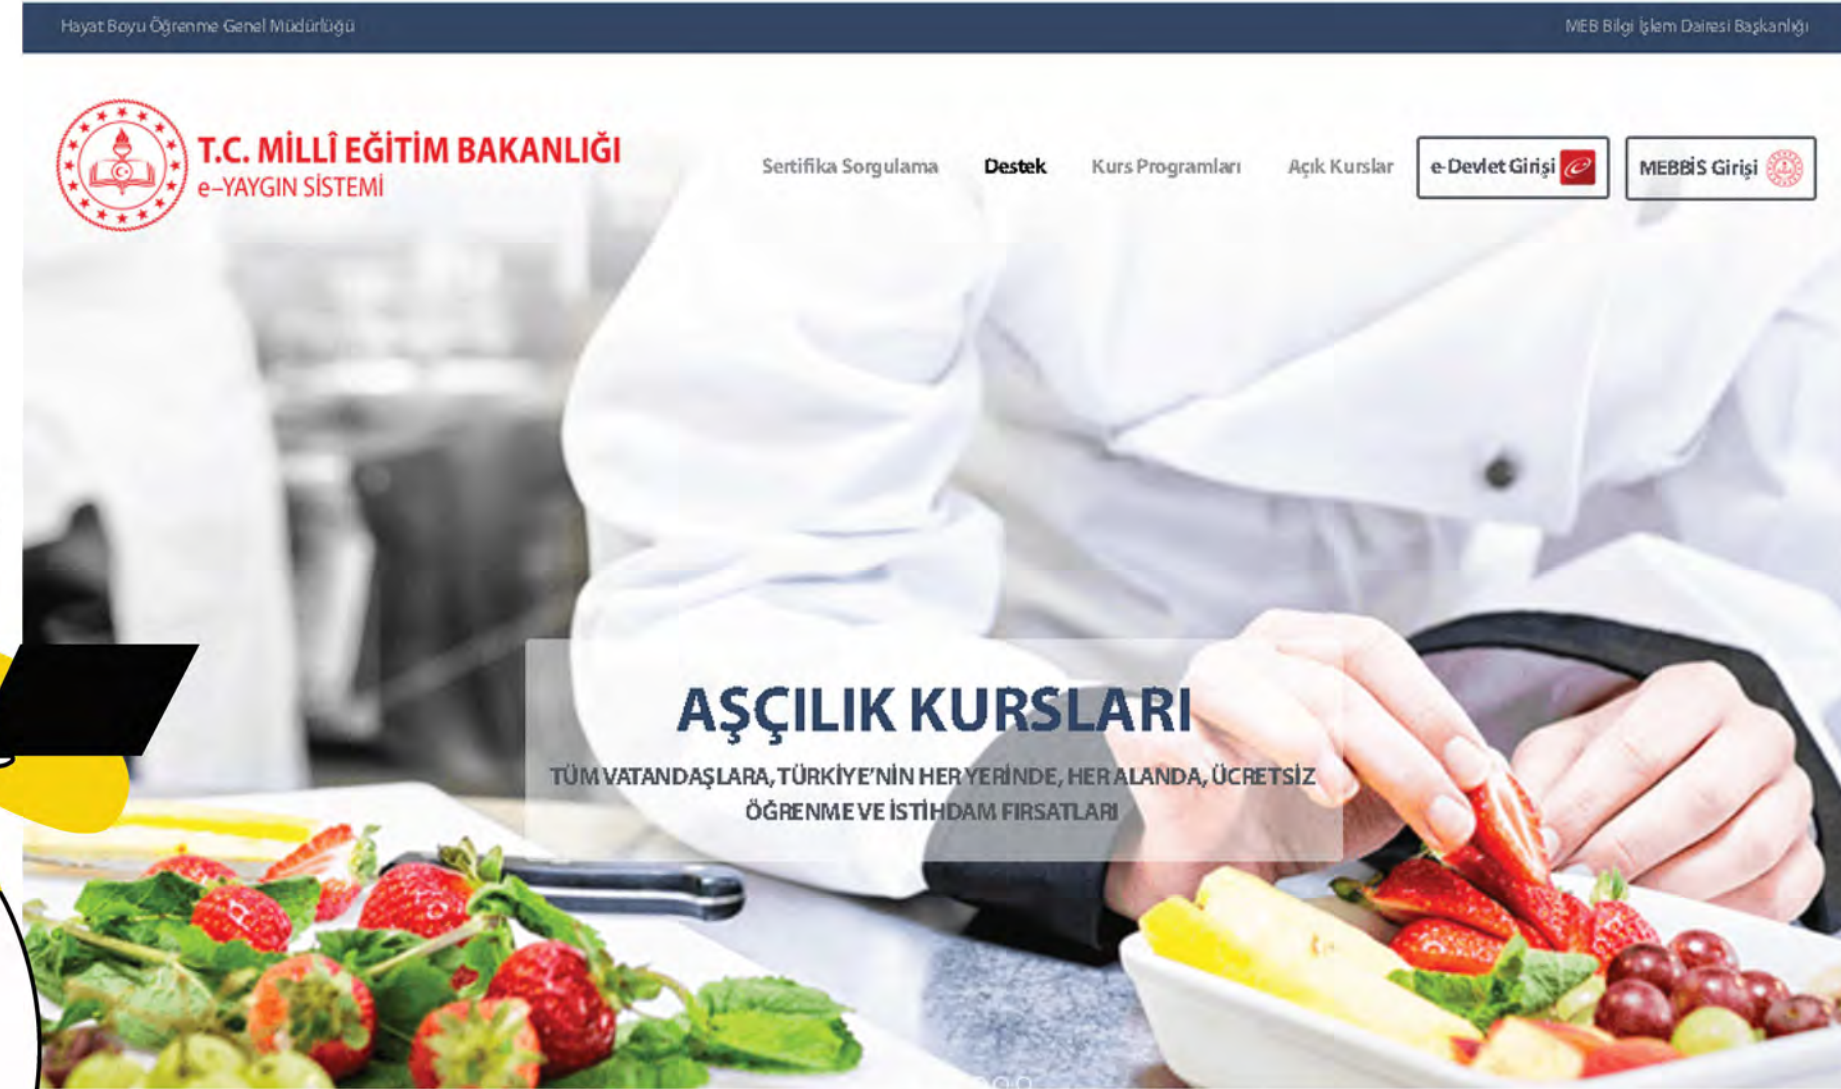 Hayat Boyu Öğrenme Genel Müdürlüğü
MEB Bilgi İşlem Dairesi Başkanlığı
T.C. MİLLÎ EĞİTİM BAKANLIĞI
e-YAYGIN SİSTEMİ
Sertifika Sorgulama
Destek
Kurs Programları
Açık Kurslar
e-Devlet Girişi
MEBBİS Girişi
AŞÇILIK KURSLARI
TÜM VATANDAŞLARA, TÜRKİYE'NİN HER YERİNDE, HER ALANDA, ÜCRETSİZ
ÖĞRENME VE İSTİHDAM FIRSATLARI